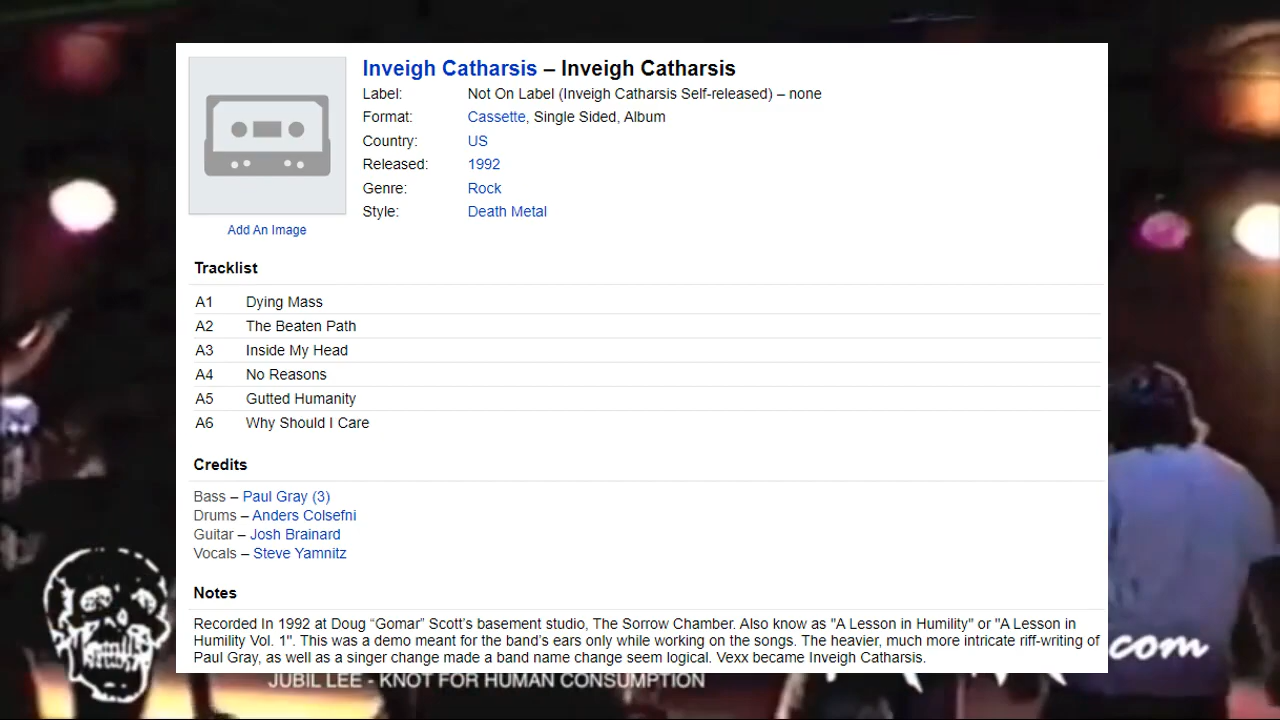 Inveigh Catharsis – Inveigh Catharsis
Label: Not On Label (Inveigh Catharsis Self-released) – none
Format: Cassette, Single Sided, Album
Country: US
Released: 1992
Genre: Rock
Style: Death Metal
Add An Image
Tracklist
A1 Dying Mass
A2 The Beaten Path
A3 Inside My Head
A4 No Reasons
A5 Gutted Humanity
A6 Why Should I Care
Credits
Bass – Paul Gray (3)
Drums – Anders Colsefni
Guitar – Josh Brainard
Vocals – Steve Yamnitz
Notes
Recorded In 1992 at Doug “Gomar” Scott’s basement studio, The Sorrow Chamber. Also know as "A Lesson in Humility" or "A Lesson in
Humility Vol. 1". This was a demo meant for the band’s ears only while working on the songs. The heavier, much more intricate riff-writing of
Paul Gray, as well as a singer change made a band name change seem logical. Vexx became Inveigh Catharsis.
.com
JUBIL LEE - KNOT FOR HUMAN CONSUMPTION